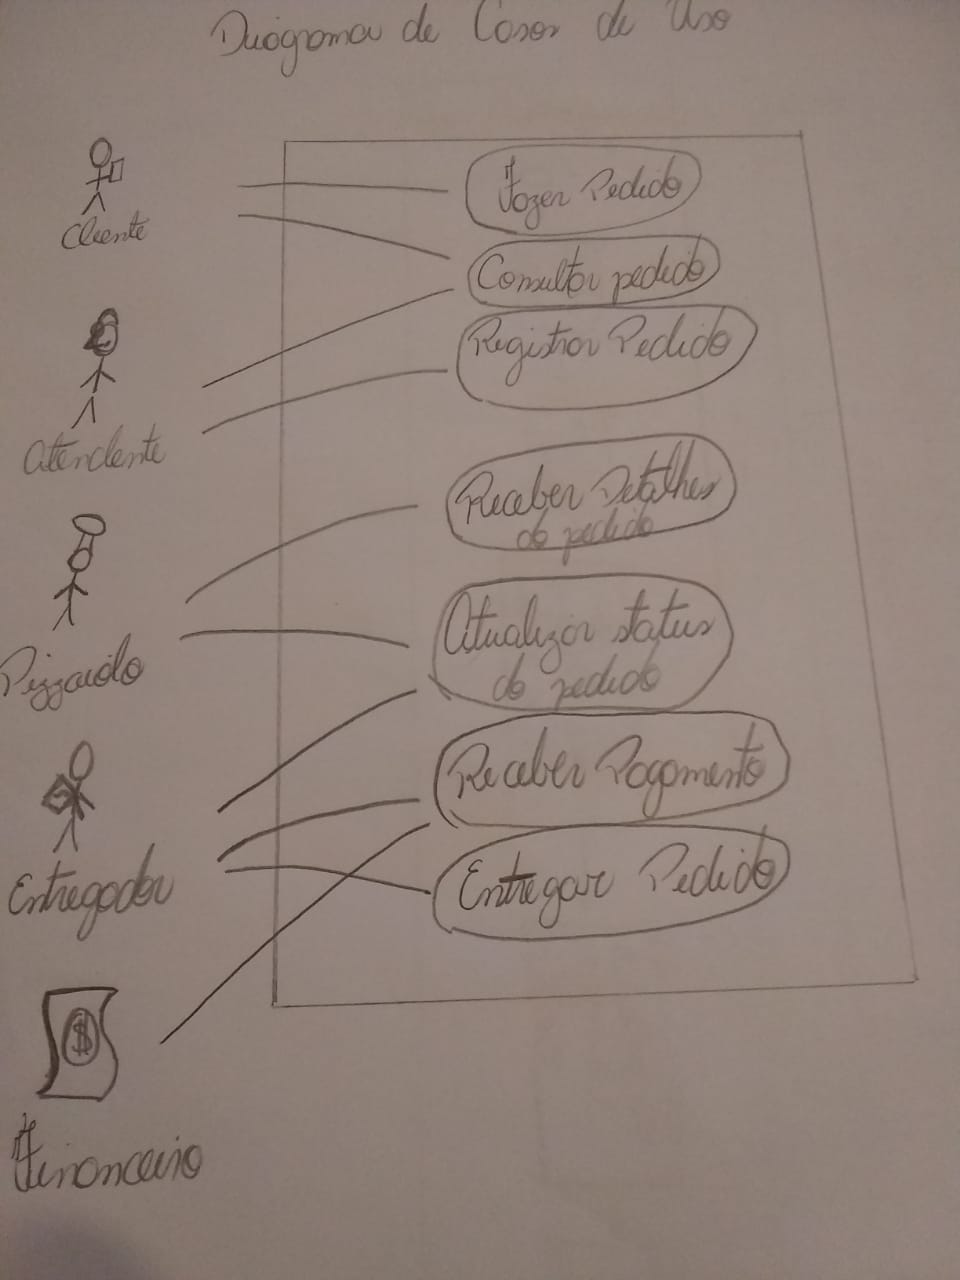 Diagrama de Casos de Uso
Cliente
Fazer Pedido
Consultar pedido
Atendente
Registrar Pedido
Pizzaiolo
Receber Detalhes
do pedido
Atualizar status
do pedido
Entregador
Receber Pagamento
Entregar Pedido
$
Financeiro